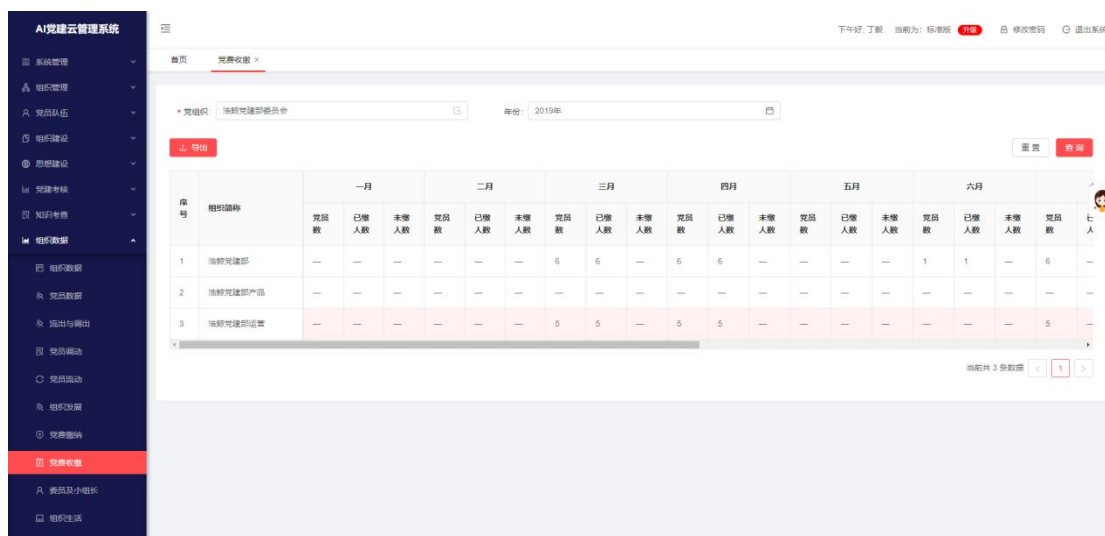 AI党建云管理系统
下午好, 丁毅 当前为: 标准版 升级 修改密码 退出系统
首页 党费收缴 ×
系统管理
组织管理
党员队伍
组织建设
思想建设
党建考核
知识考查
组织数据
组织数据
党员数据
流出与调出
党员调动
党员流动
组织发展
党费缴纳
党费收缴
委员及小组长
组织生活
* 党组织: 浩鲸党建部委员会 年份: 2019年
导出 重置 查询
序号 组织简称 一月 二月 三月 四月 五月 六月
党员数 已缴人数 未缴人数 党员数 已缴人数 未缴人数 党员数 已缴人数 未缴人数 党员数 已缴人数 未缴人数 党员数 已缴人数 未缴人数 党员数 已缴人数 未缴人数 党员数
1 浩鲸党建部 — — — — — — 6 6 — 6 6 — — — — 1 1 — 6 —
2 浩鲸党建部产品 — — — — — — — — — — — — — — — — — — — —
3 浩鲸党建部运营 — — — — — — 5 5 — 5 5 — — — — — — — 5 —
当前共 3 条数据 < 1 >